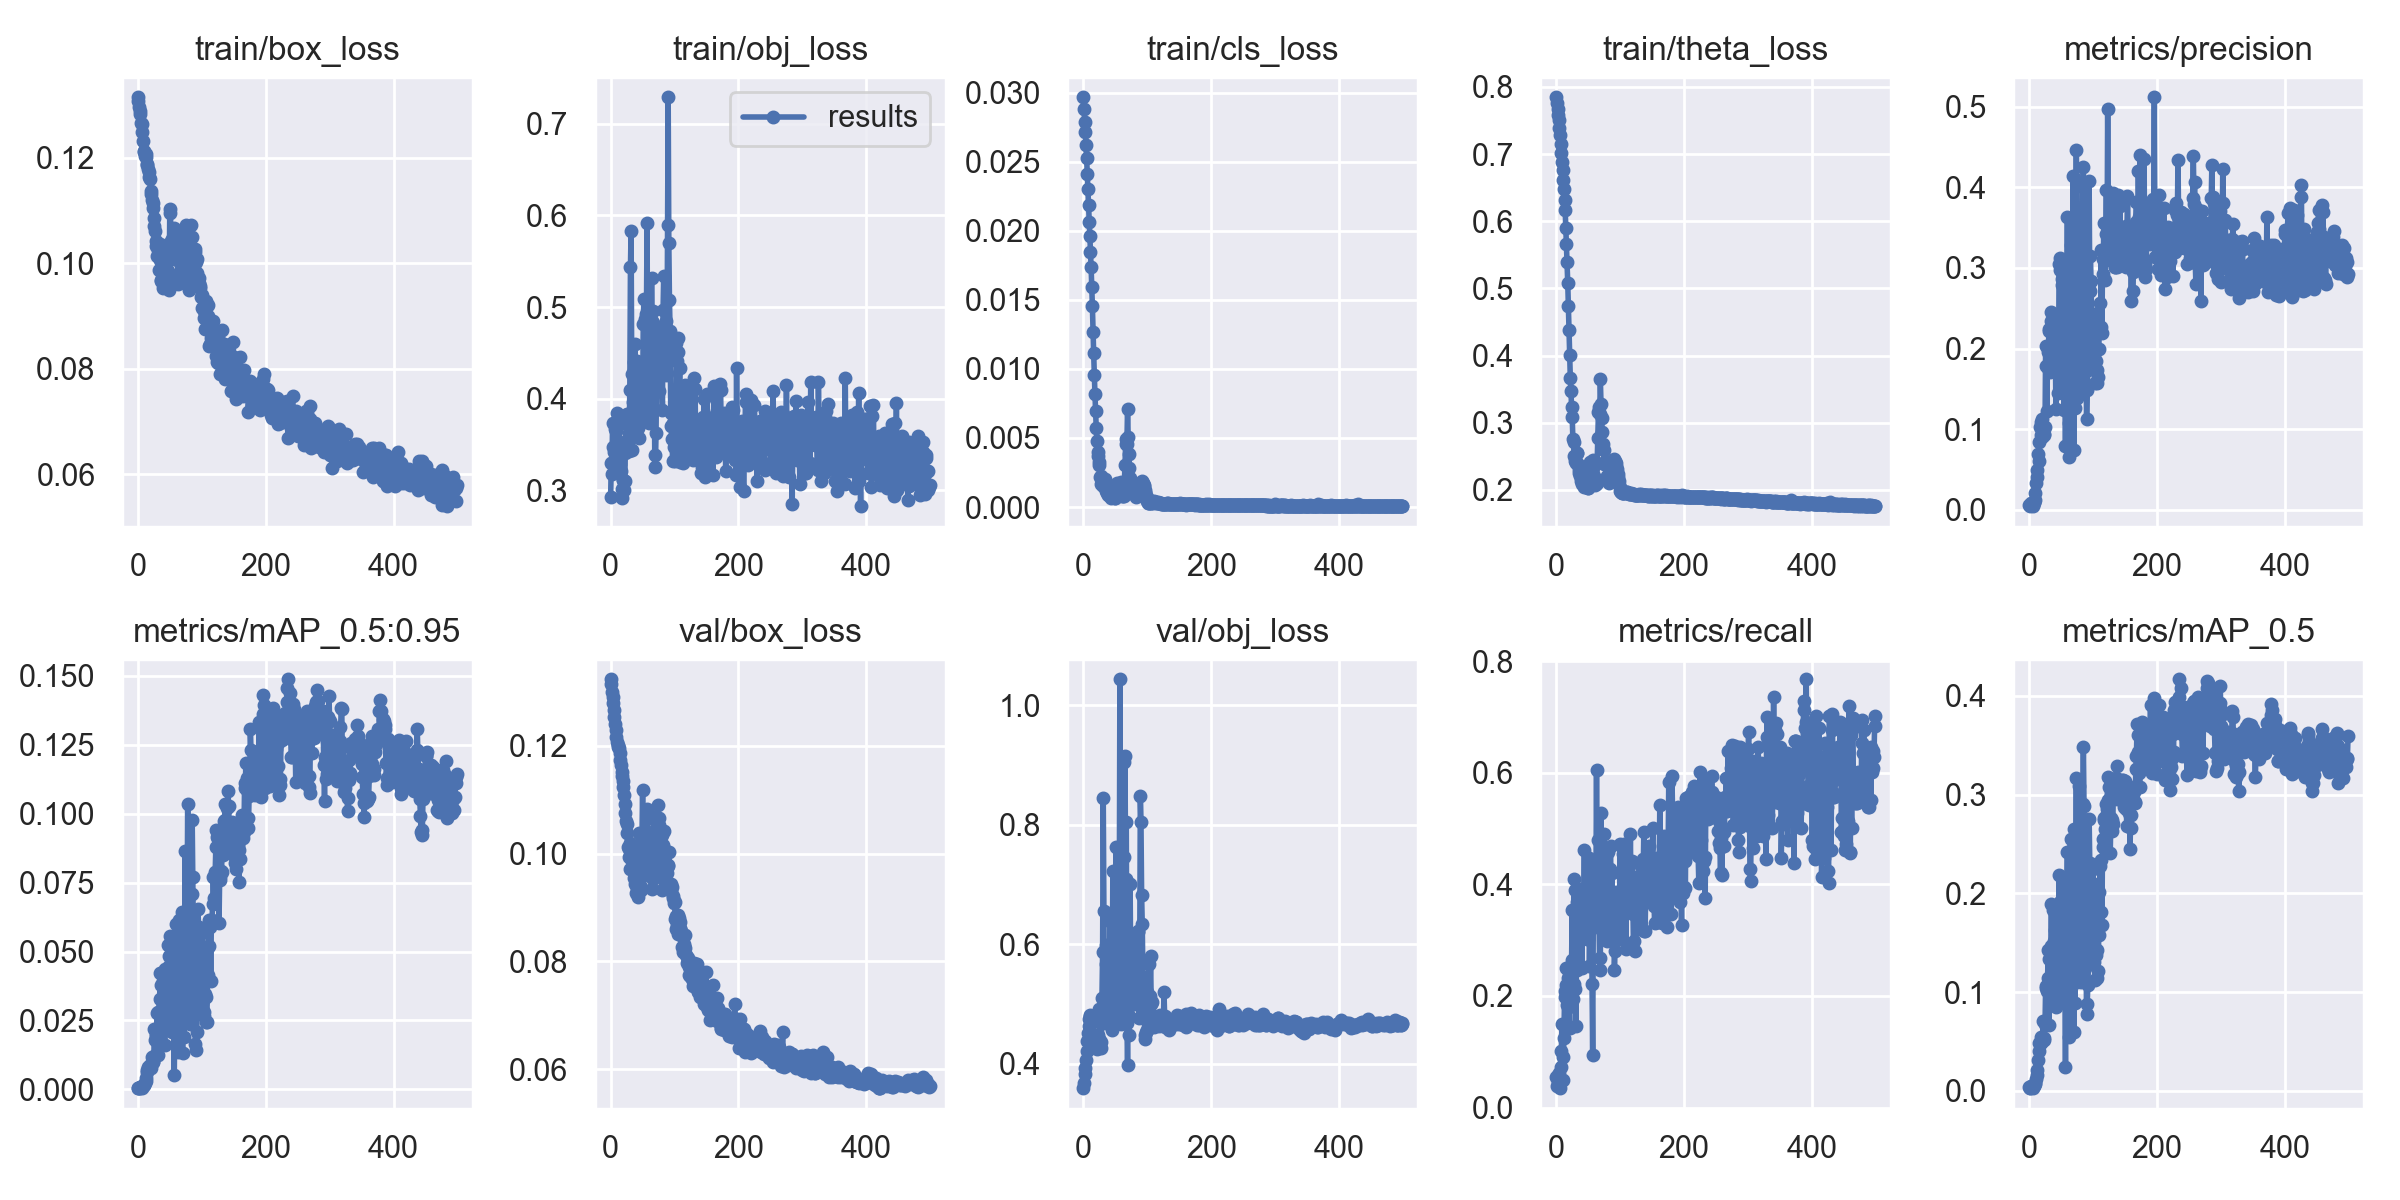 train/box_loss
0.12
0.10
0.08
0.06
0 200 400
train/obj_loss
results
0.7
0.6
0.5
0.4
0.3
0 200 400
train/cls_loss
0.030
0.025
0.020
0.015
0.010
0.005
0.000
0 200 400
train/theta_loss
0.8
0.7
0.6
0.5
0.4
0.3
0.2
0 200 400
metrics/precision
0.5
0.4
0.3
0.2
0.1
0.0
0 200 400
metrics/mAP_0.5:0.95
0.150
0.125
0.100
0.075
0.050
0.025
0.000
0 200 400
val/box_loss
0.12
0.10
0.08
0.06
0 200 400
val/obj_loss
1.0
0.8
0.6
0.4
0 200 400
metrics/recall
0.8
0.6
0.4
0.2
0.0
0 200 400
metrics/mAP_0.5
0.4
0.3
0.2
0.1
0.0
0 200 400